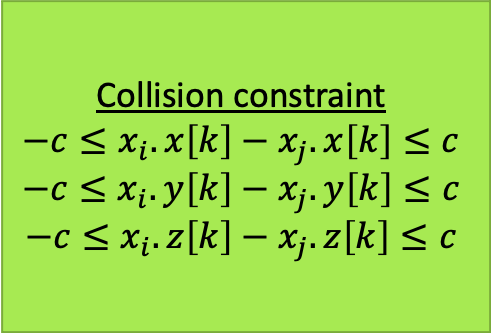 Collision constraint
−c ≤ xᵢ.x[k] − xⱼ.x[k] ≤ c
−c ≤ xᵢ.y[k] − xⱼ.y[k] ≤ c
−c ≤ xᵢ.z[k] − xⱼ.z[k] ≤ c